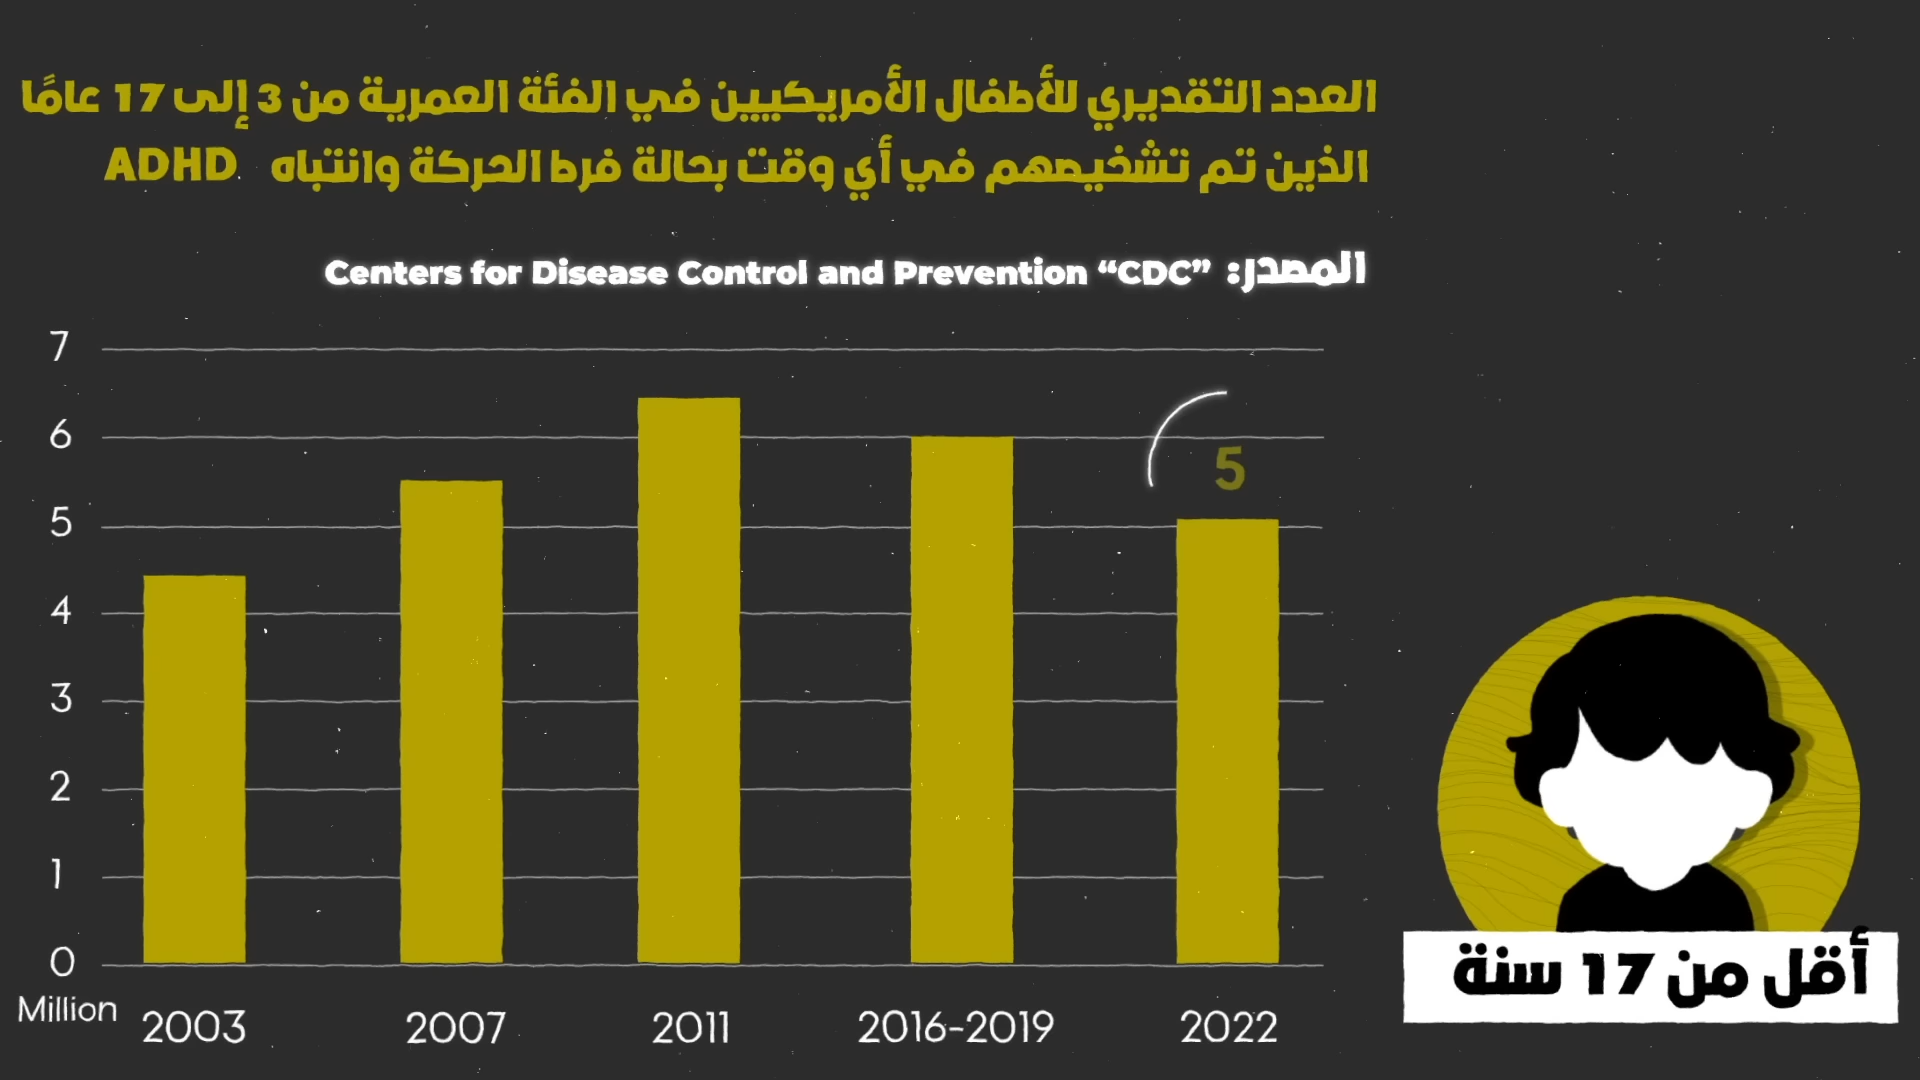 العدد التقديري للأطفال الأمريكيين في الفئة العمرية من 3 إلى 17 عامًا
الذين تم تشخيصهم في أي وقت بحالة فرط الحركة وانتباه ADHD
المصدر: Centers for Disease Control and Prevention “CDC”
7
6
5
5
4
3
2
1
0
Million
2003
2007
2011
2016-2019
2022
أقل من 17 سنة